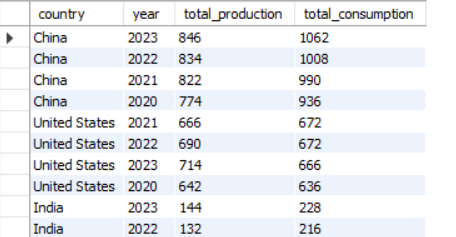 country year total_production total_consumption
China 2023 846 1062
China 2022 834 1008
China 2021 822 990
China 2020 774 936
United States 2021 666 672
United States 2022 690 672
United States 2023 714 666
United States 2020 642 636
India 2023 144 228
India 2022 132 216